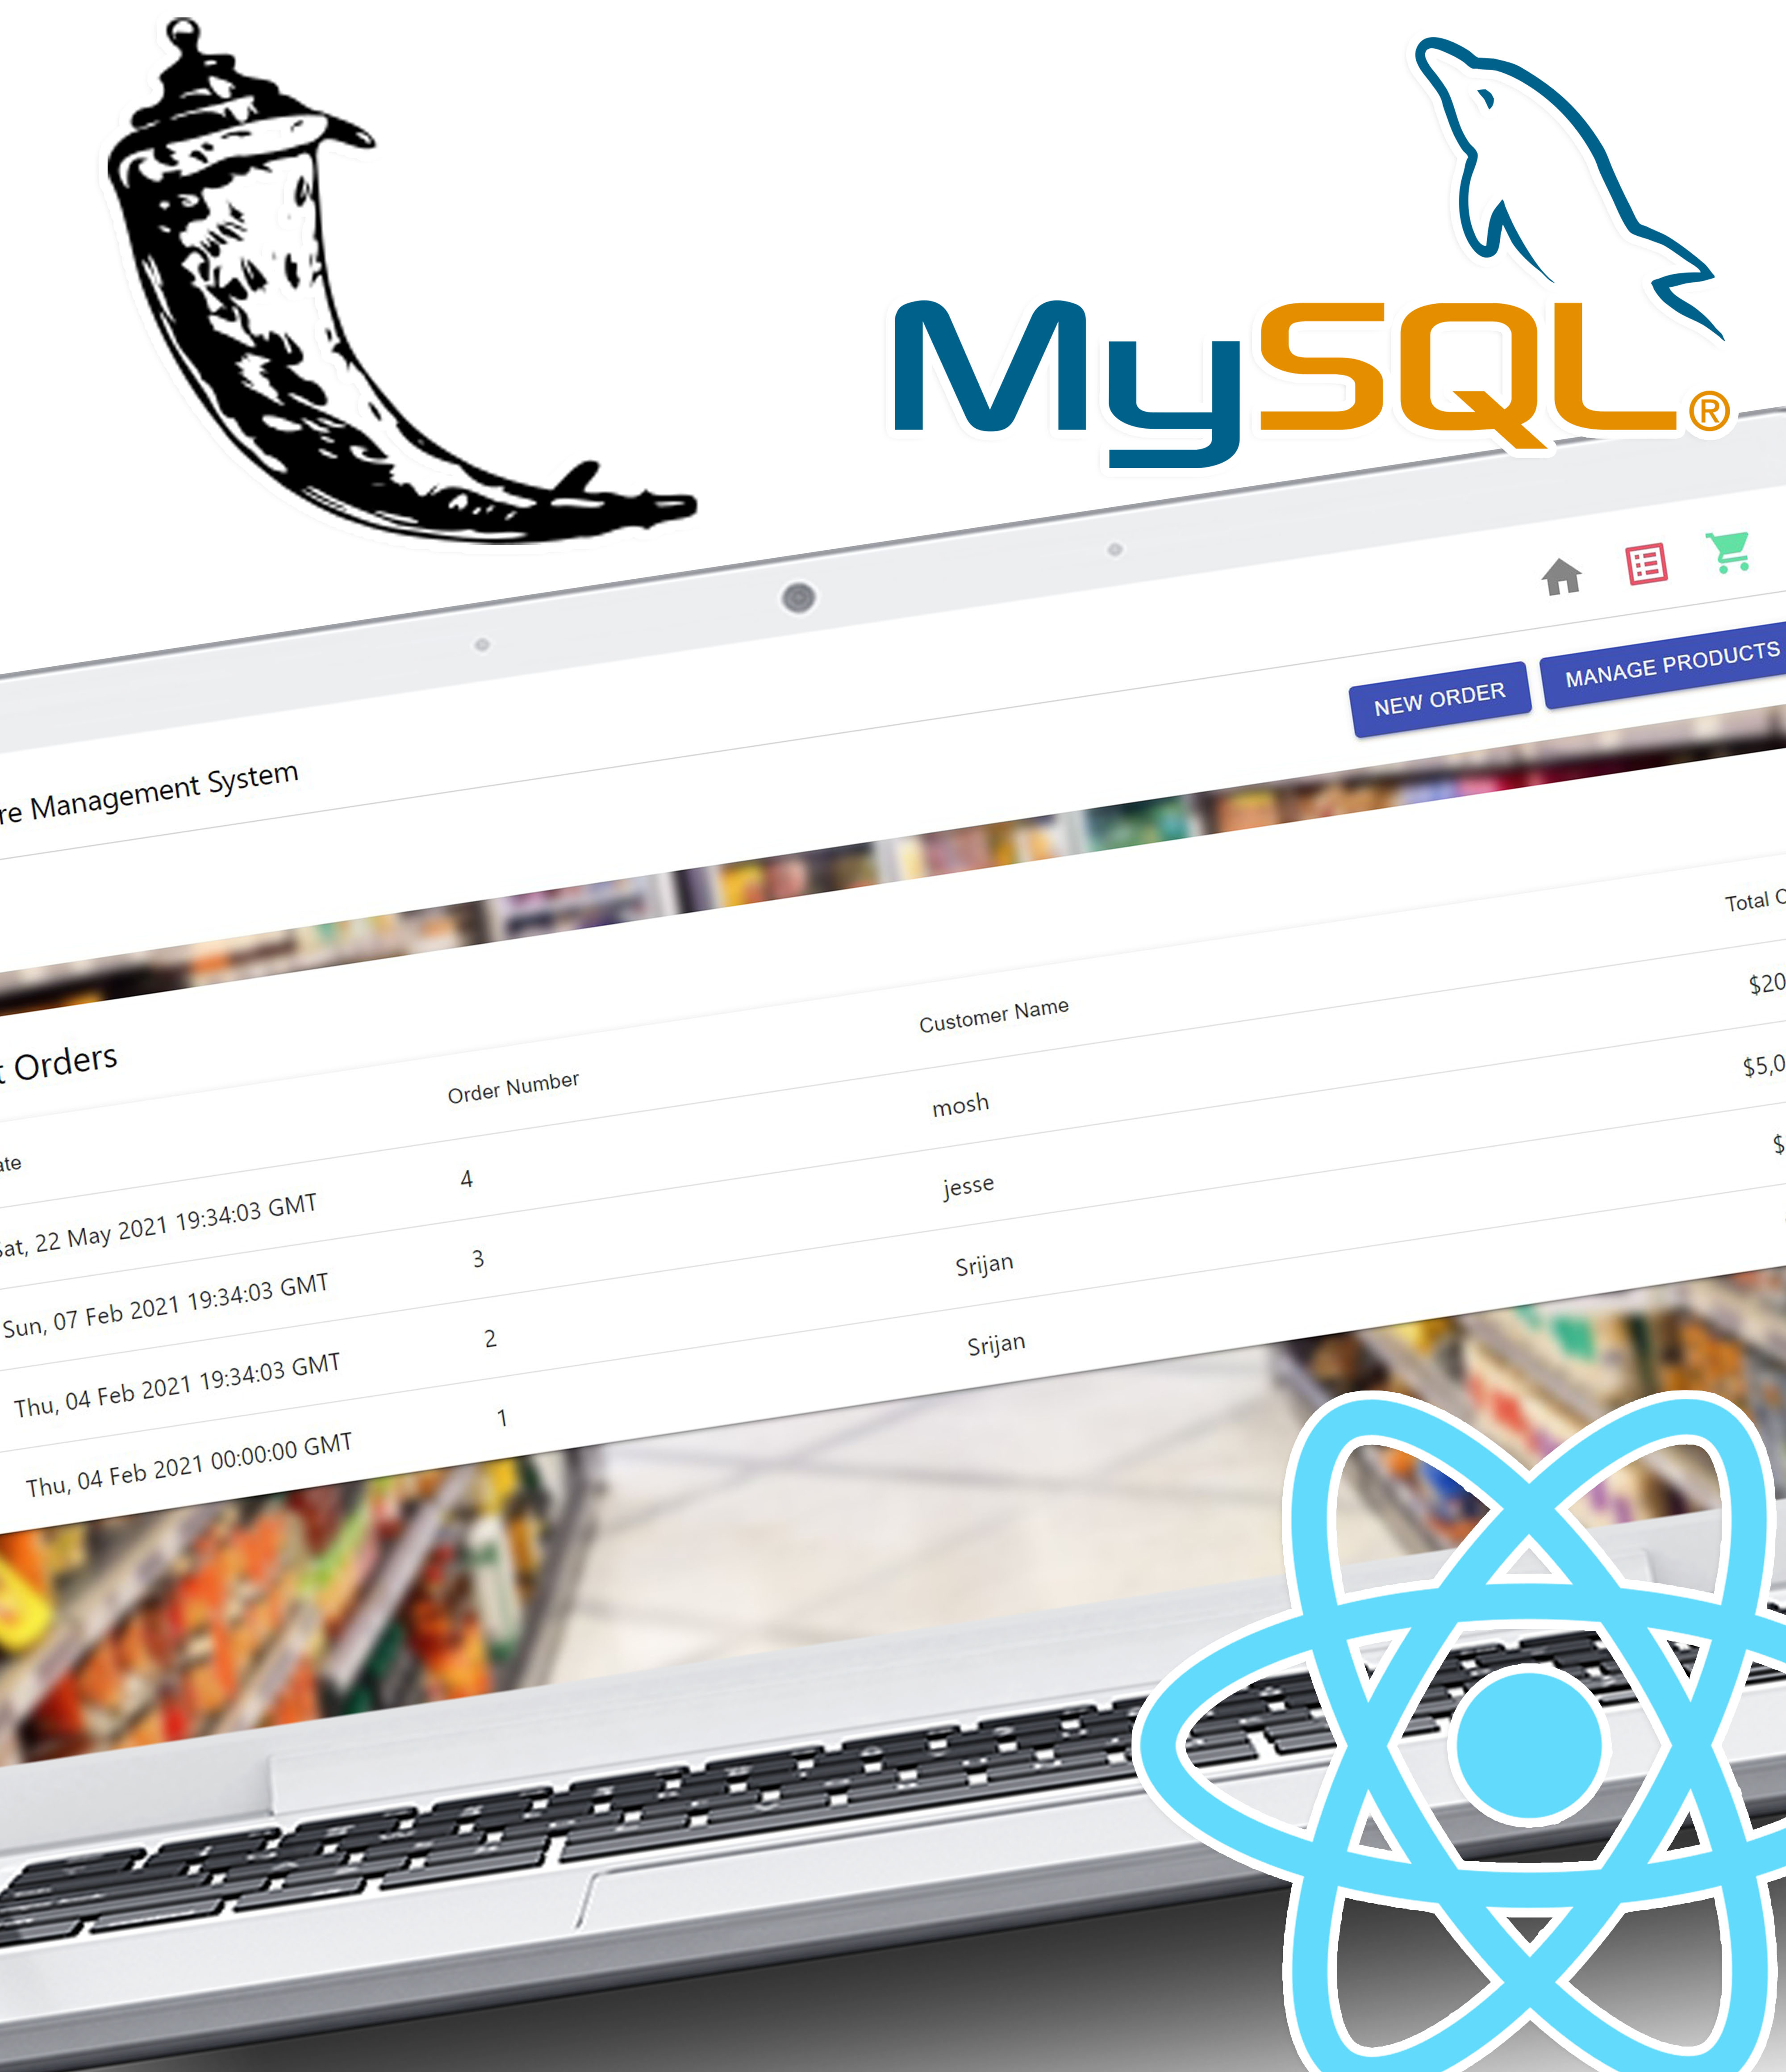 MySQL®
NEW ORDER
MANAGE PRODUCTS
re Management System
Total
t Orders
Order Number
Customer Name
$20
ate
Sat, 22 May 2021 19:34:03 GMT
4
mosh
$5,0
Sun, 07 Feb 2021 19:34:03 GMT
3
jesse
$
Thu, 04 Feb 2021 19:34:03 GMT
2
Srijan
Thu, 04 Feb 2021 00:00:00 GMT
1
Srijan